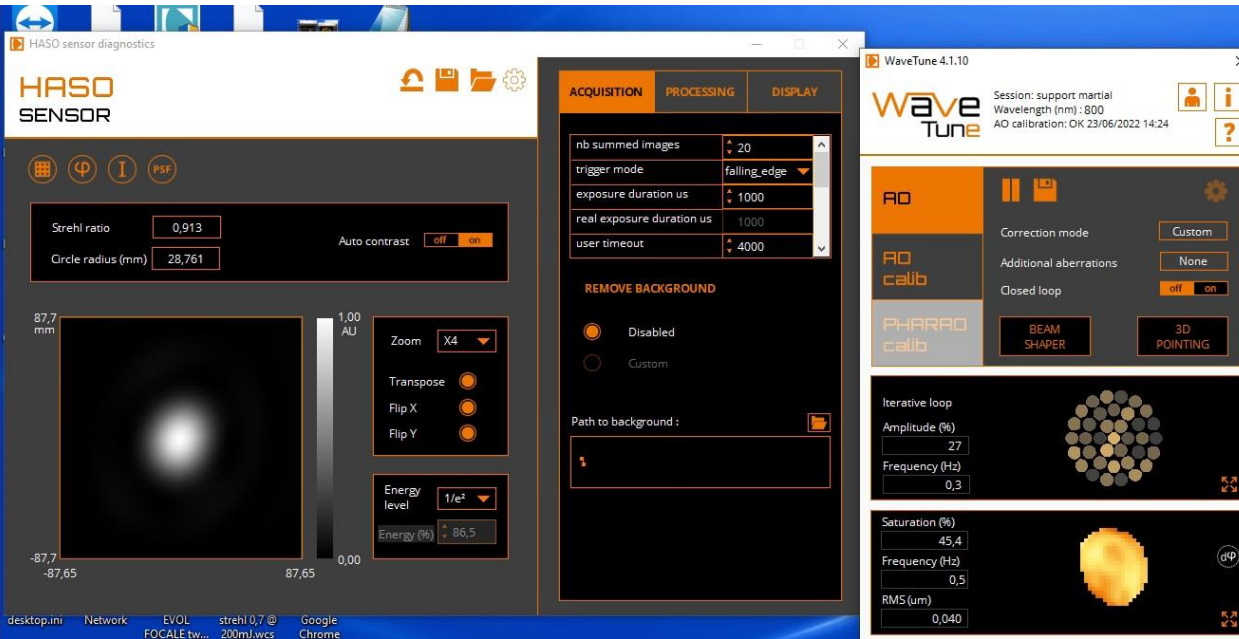 HASO sensor diagnostics
HASO
SENSOR
φ
I
PSF
Strehl ratio
0,913
Circle radius (mm)
28,761
Auto contrast
off on
87,7
mm
-87,7
-87,65
87,65
1,00
AU
0,00
Zoom
X4
Transpose
Flip X
Flip Y
Energy
level
1/e²
Energy (%)
86,5
ACQUISITION
PROCESSING
DISPLAY
nb summed images
20
trigger mode
falling_edge
exposure duration us
1000
real exposure duration us
1000
user timeout
4000
REMOVE BACKGROUND
Disabled
Custom
Path to background :
WaveTune 4.1.10
Wave
Tune
Session: support martial
Wavelength (nm) : 800
AO calibration: OK 23/06/2022 14:24
i
?
AO
AO
calib
PHARAO
calib
Correction mode
Custom
Additional aberrations
None
Closed loop
off on
BEAM
SHAPER
3D
POINTING
Iterative loop
Amplitude (%)
27
Frequency (Hz)
0,3
Saturation (%)
45,4
Frequency (Hz)
0,5
RMS (um)
0,040
dφ
desktop.ini
Network
EVOL
FOCALE tw...
strehl 0,7 @
200mJ.wcs
Google
Chrome